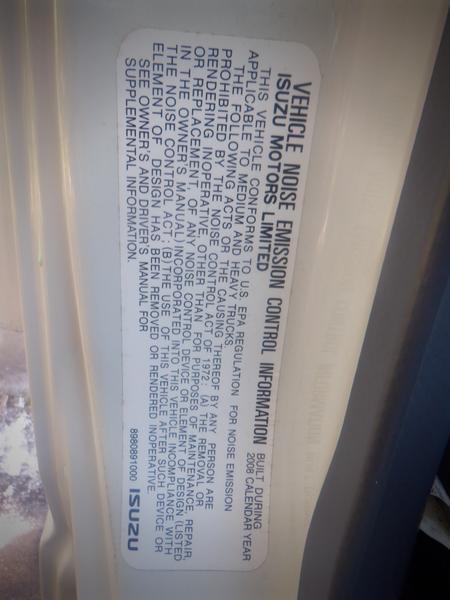 VEHICLE NOISE EMISSION CONTROL INFORMATION BUILT DURING
ISUZU MOTORS LIMITED 2008 CALENDAR YEAR
THIS VEHICLE CONFORMS TO U.S. EPA REGULATION FOR NOISE EMISSION
APPLICABLE TO MEDIUM AND HEAVY TRUCKS.
THE FOLLOWING ACTS OR THE CAUSING THEREOF BY ANY PERSON ARE
PROHIBITED BY THE NOISE CONTROL ACT OF 1972: (A) THE REMOVAL OR
RENDERING INOPERATIVE, OTHER THAN FOR PURPOSES OF MAINTENANCE, REPAIR,
OR REPLACEMENT, OF ANY NOISE CONTROL DEVICE OR ELEMENT OF DESIGN (LISTED
IN THE OWNER'S MANUAL) INCORPORATED INTO THIS VEHICLE IN COMPLIANCE WITH
THE NOISE CONTROL ACT; (B) THE USE OF THIS VEHICLE AFTER SUCH DEVICE OR
ELEMENT OF DESIGN HAS BEEN REMOVED OR RENDERED INOPERATIVE.
SEE OWNER'S AND DRIVER'S MANUAL FOR
SUPPLEMENTAL INFORMATION. 8980891000 ISUZU